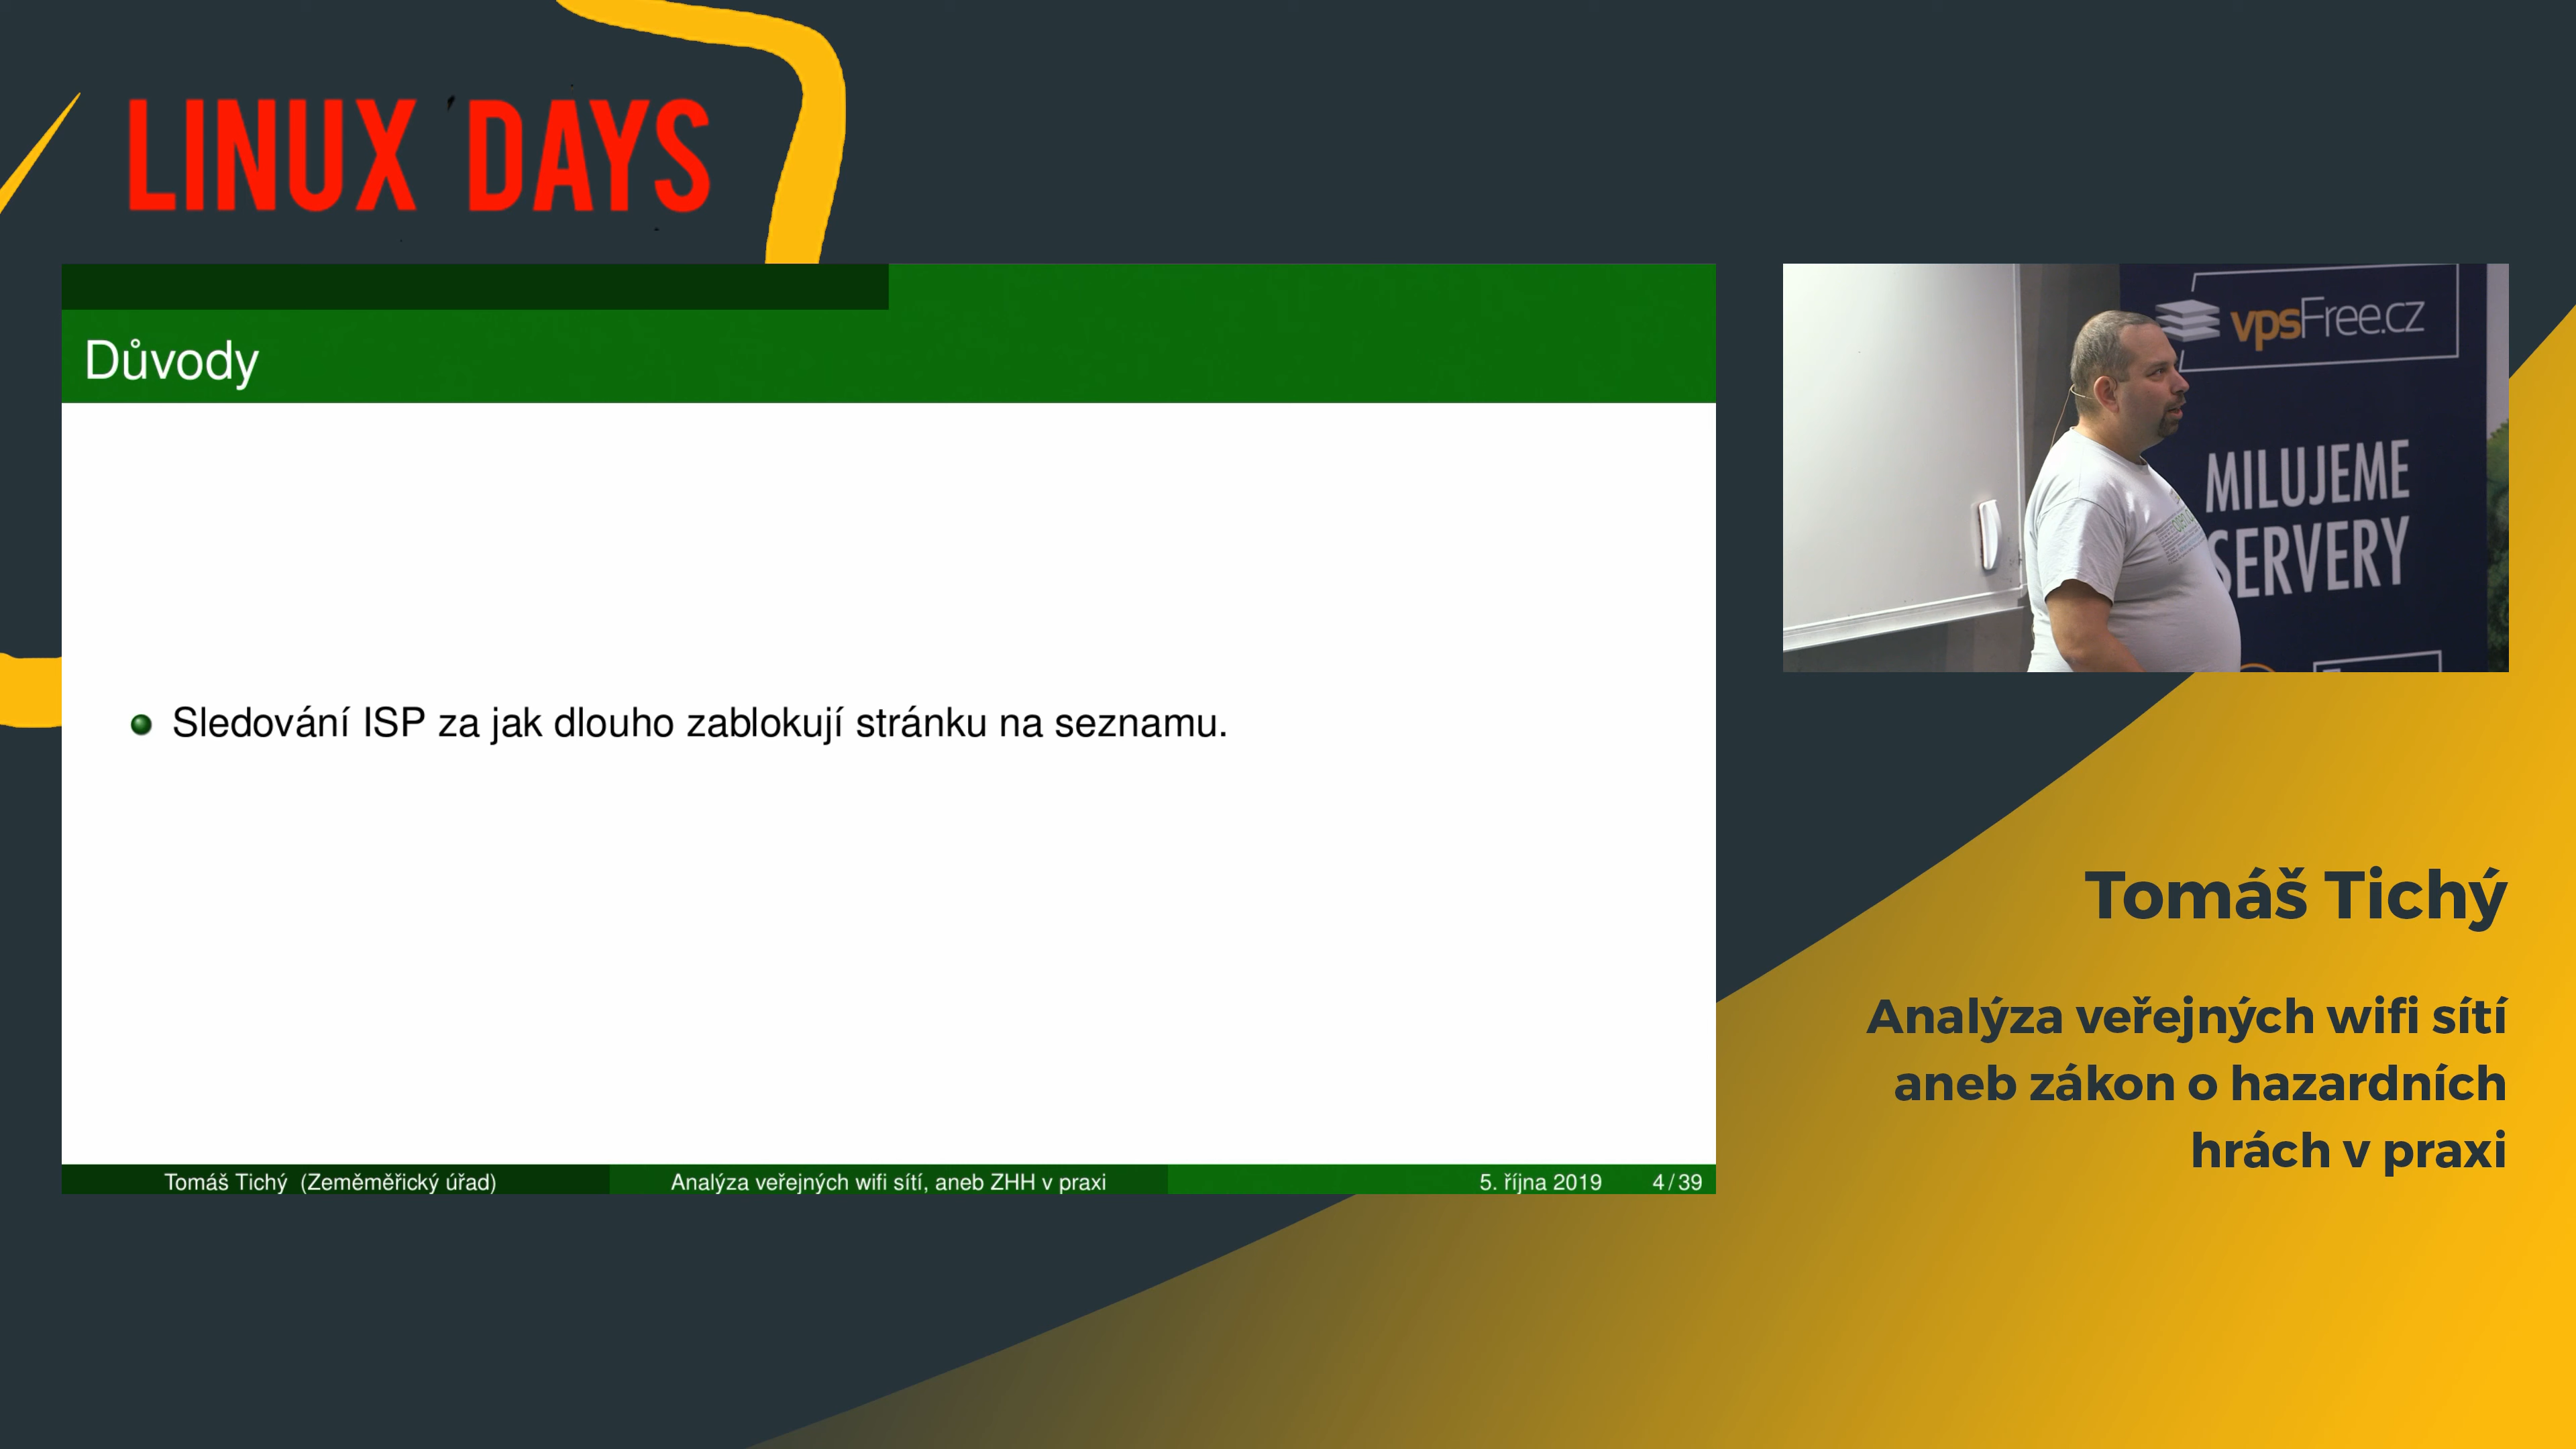 LINUX DAYS
Důvody
Sledování ISP za jak dlouho zablokují stránku na seznamu.
Tomáš Tichý (Zeměměřický úřad)
Analýza veřejných wifi sítí, aneb ZHH v praxi
5. října 2019
4 / 39
vpsFree.cz
MILUJEME
SERVERY
Tomáš Tichý
Analýza veřejných wifi sítí
aneb zákon o hazardních
hrách v praxi